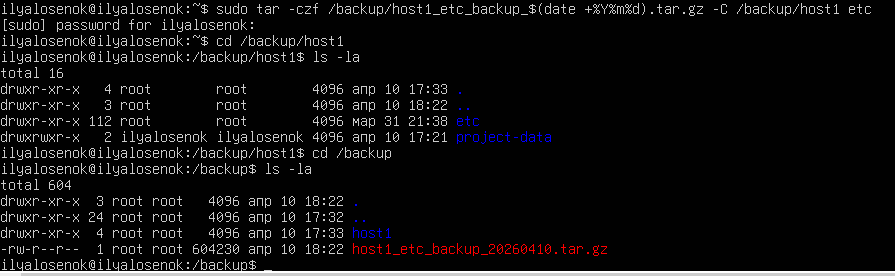 ilyalosenok@ilyalosenok:~$ sudo tar -czf /backup/host1_etc_backup_$(date +%Y%m%d).tar.gz -C /backup/host1 etc
[sudo] password for ilyalosenok:
ilyalosenok@ilyalosenok:~$ cd /backup/host1
ilyalosenok@ilyalosenok:/backup/host1$ ls -la
total 16
drwxr-xr-x   4 root        root        4096 апр 10 17:33 .
drwxr-xr-x   3 root        root        4096 апр 10 18:22 ..
drwxr-xr-x 112 root        root        4096 мар 31 21:38 etc
drwxrwxr-x   2 ilyalosenok ilyalosenok 4096 апр 10 17:21 project-data
ilyalosenok@ilyalosenok:/backup/host1$ cd /backup
ilyalosenok@ilyalosenok:/backup$ ls -la
total 604
drwxr-xr-x  3 root root   4096 апр 10 18:22 .
drwxr-xr-x 24 root root   4096 апр 10 17:32 ..
drwxr-xr-x  4 root root   4096 апр 10 17:33 host1
-rw-r--r--  1 root root 604230 апр 10 18:22 host1_etc_backup_20260410.tar.gz
ilyalosenok@ilyalosenok:/backup$ _